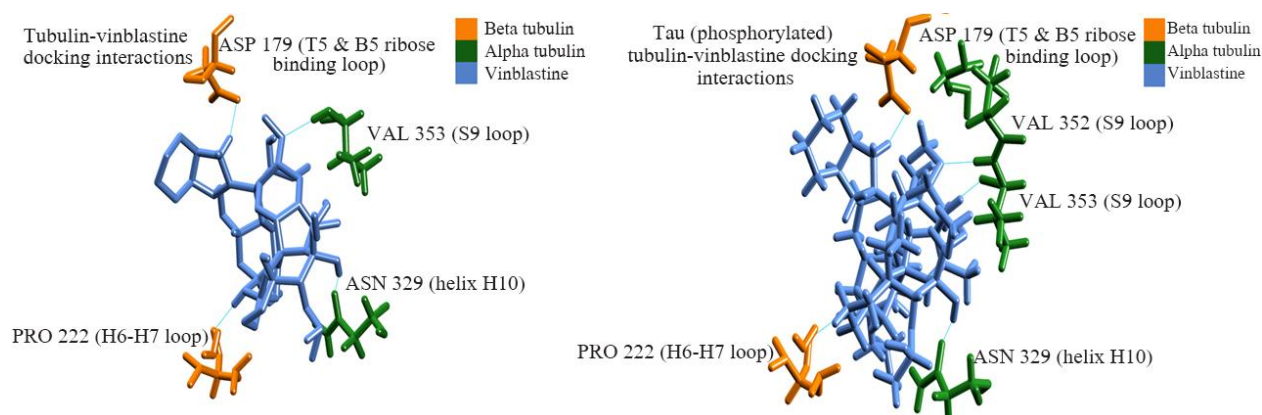 Tubulin-vinblastine
docking interactions
ASP 179 (T5 & B5 ribose
binding loop)
Beta tubulin
Alpha tubulin
Vinblastine
VAL 353 (S9 loop)
ASN 329 (helix H10)
PRO 222 (H6-H7 loop)
Tau (phosphorylated)
tubulin-vinblastine docking
interactions
ASP 179 (T5 & B5 ribose
binding loop)
Beta tubulin
Alpha tubulin
Vinblastine
VAL 352 (S9 loop)
VAL 353 (S9 loop)
PRO 222 (H6-H7 loop)
ASN 329 (helix H10)